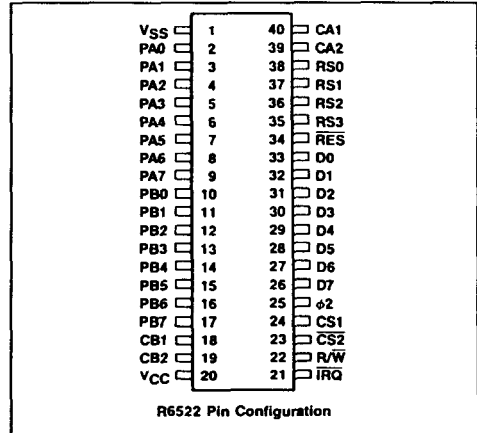 VSS 1 40 CA1
PA0 2 39 CA2
PA1 3 38 RS0
PA2 4 37 RS1
PA3 5 36 RS2
PA4 6 35 RS3
PA5 7 34 R̅E̅S̅
PA6 8 33 D0
PA7 9 32 D1
PB0 10 31 D2
PB1 11 30 D3
PB2 12 29 D4
PB3 13 28 D5
PB4 14 27 D6
PB5 15 26 D7
PB6 16 25 ϕ2
PB7 17 24 CS1
CB1 18 23 C̅S̅2̅
CB2 19 22 R/W̅
VCC 20 21 I̅R̅Q̅
R6522 Pin Configuration